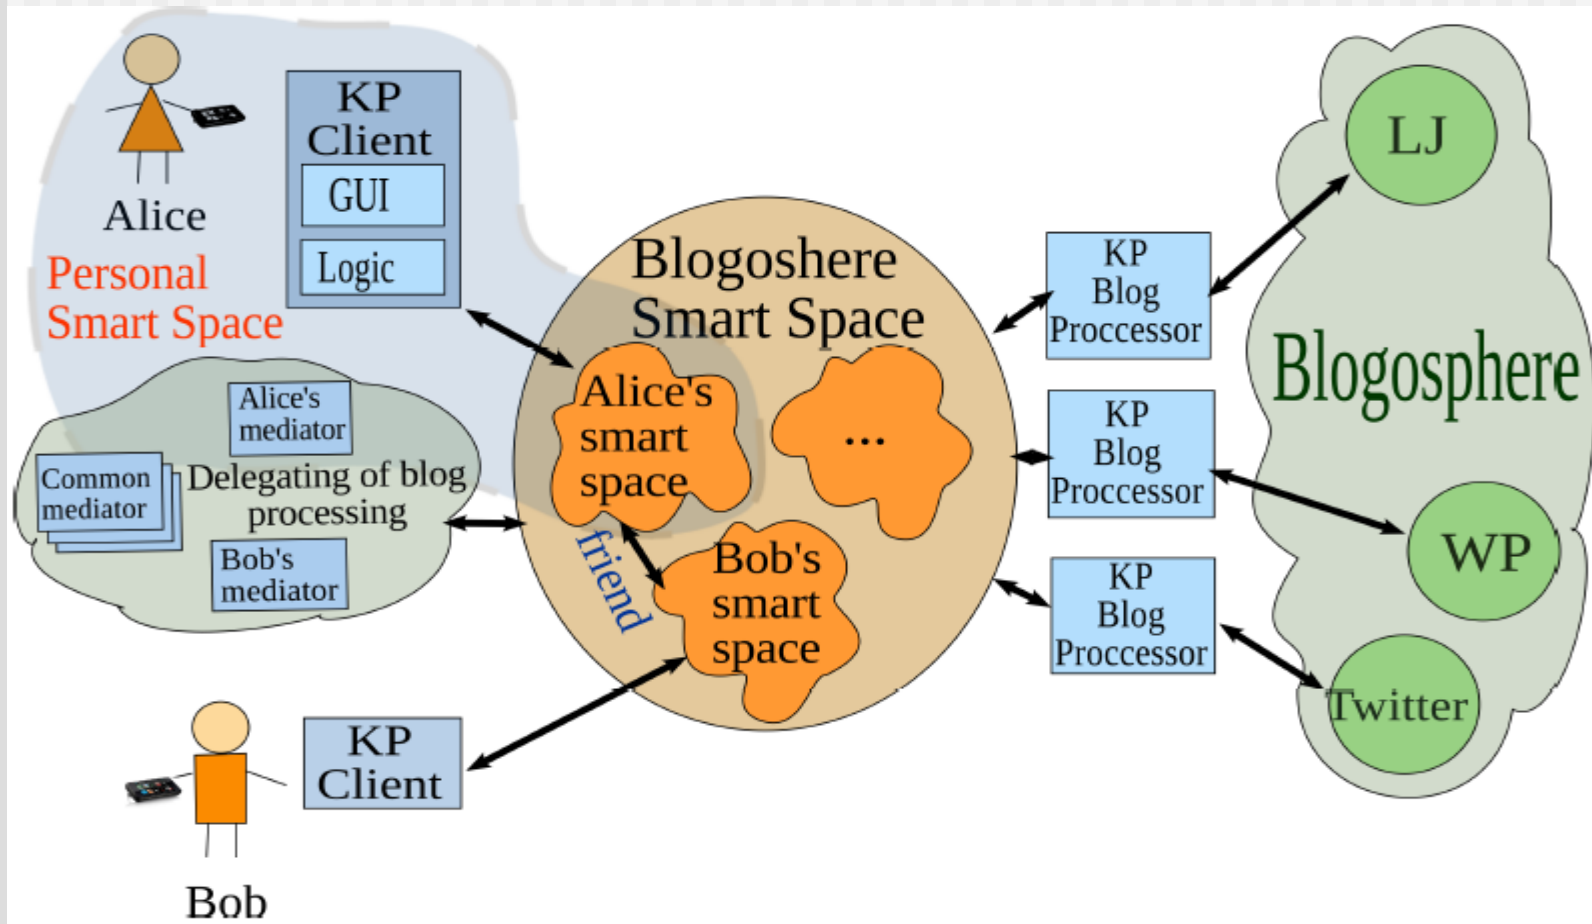 KP
Client
GUI
Logic
Alice
Personal
Smart Space
Alice's
mediator
Common
mediator
Delegating of blog
processing
Bob's
mediator
Blogoshere
Smart Space
Alice's
smart
space
...
friend
Bob's
smart
space
KP
Client
Bob
KP
Blog
Proccessor
KP
Blog
Proccessor
KP
Blog
Proccessor
LJ
Blogosphere
WP
Twitter